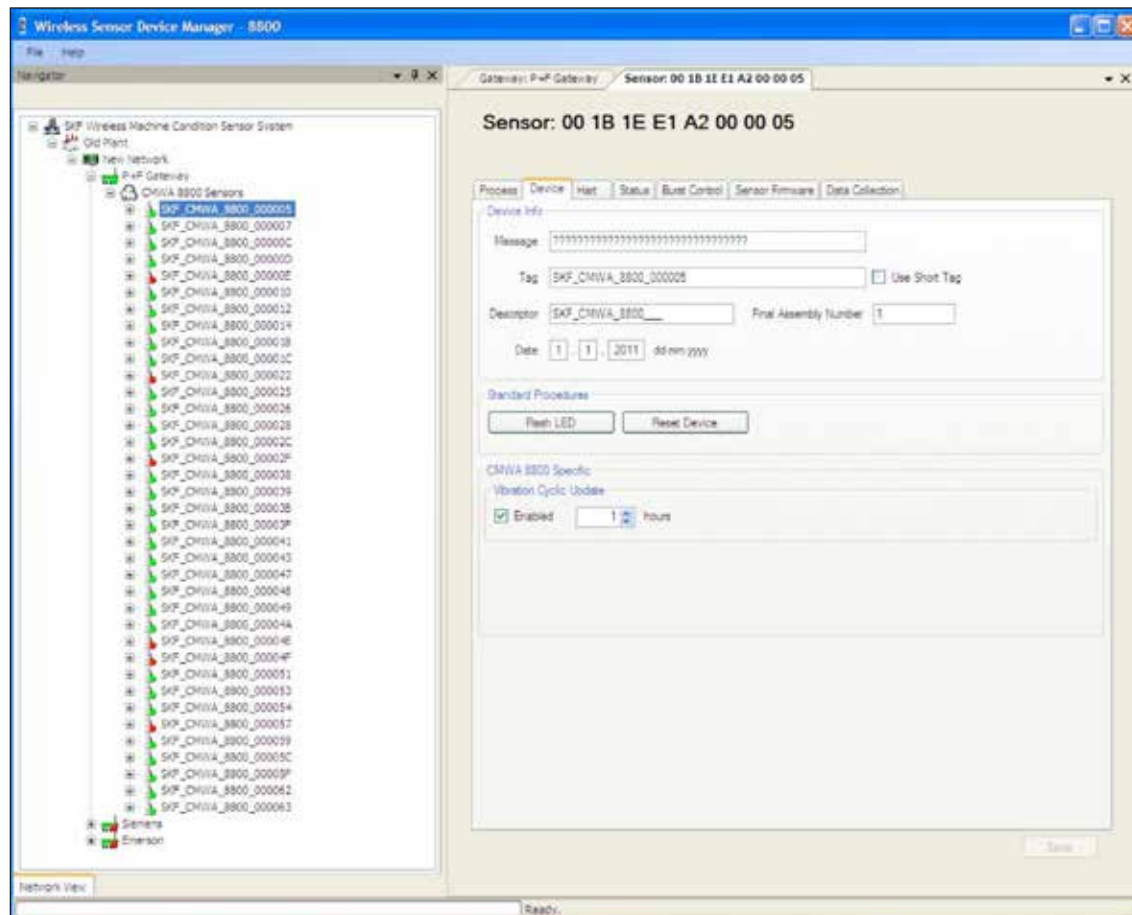 Wireless Sensor Device Manager - 8800
File Help
Navigator
SKF Wireless Machine Condition Sensor System
Old Plant
New Network
P+F Gateway
CMWA 8800 Sensors
SKF_CMWA_8800_000005
SKF_CMWA_8800_000007
SKF_CMWA_8800_00000C
SKF_CMWA_8800_00000D
SKF_CMWA_8800_00000E
SKF_CMWA_8800_000010
SKF_CMWA_8800_000012
SKF_CMWA_8800_000014
SKF_CMWA_8800_00001C
SKF_CMWA_8800_000022
SKF_CMWA_8800_000025
SKF_CMWA_8800_000026
SKF_CMWA_8800_000028
SKF_CMWA_8800_00002C
SKF_CMWA_8800_00002F
SKF_CMWA_8800_000038
SKF_CMWA_8800_000039
SKF_CMWA_8800_00003B
SKF_CMWA_8800_00003F
SKF_CMWA_8800_000041
SKF_CMWA_8800_000043
SKF_CMWA_8800_000047
SKF_CMWA_8800_000048
SKF_CMWA_8800_000049
SKF_CMWA_8800_00004A
SKF_CMWA_8800_00004E
SKF_CMWA_8800_00004F
SKF_CMWA_8800_000051
SKF_CMWA_8800_000053
SKF_CMWA_8800_000054
SKF_CMWA_8800_000057
SKF_CMWA_8800_000059
SKF_CMWA_8800_00005C
SKF_CMWA_8800_00005F
SKF_CMWA_8800_000062
SKF_CMWA_8800_000063
Siemens
Emerson
Network View
Gateway: P+F Gateway Sensor: 00 1B 1E E1 A2 00 00 05
Sensor: 00 1B 1E E1 A2 00 00 05
Process Device Hart Status Burst Control Sensor Firmware Data Collection
Device Info
Message ????????????????????????????????
Tag SKF_CMWA_8800_000005 Use Short Tag
Descriptor SKF_CMWA_8800___ Final Assembly Number 1
Date 1 . 1 . 2011 dd-mm-yyyy
Standard Procedures
Flash LED Reset Device
CMWA 8800 Specific
Vibration Cyclic Update
Enabled 1 hours
Save
Ready.